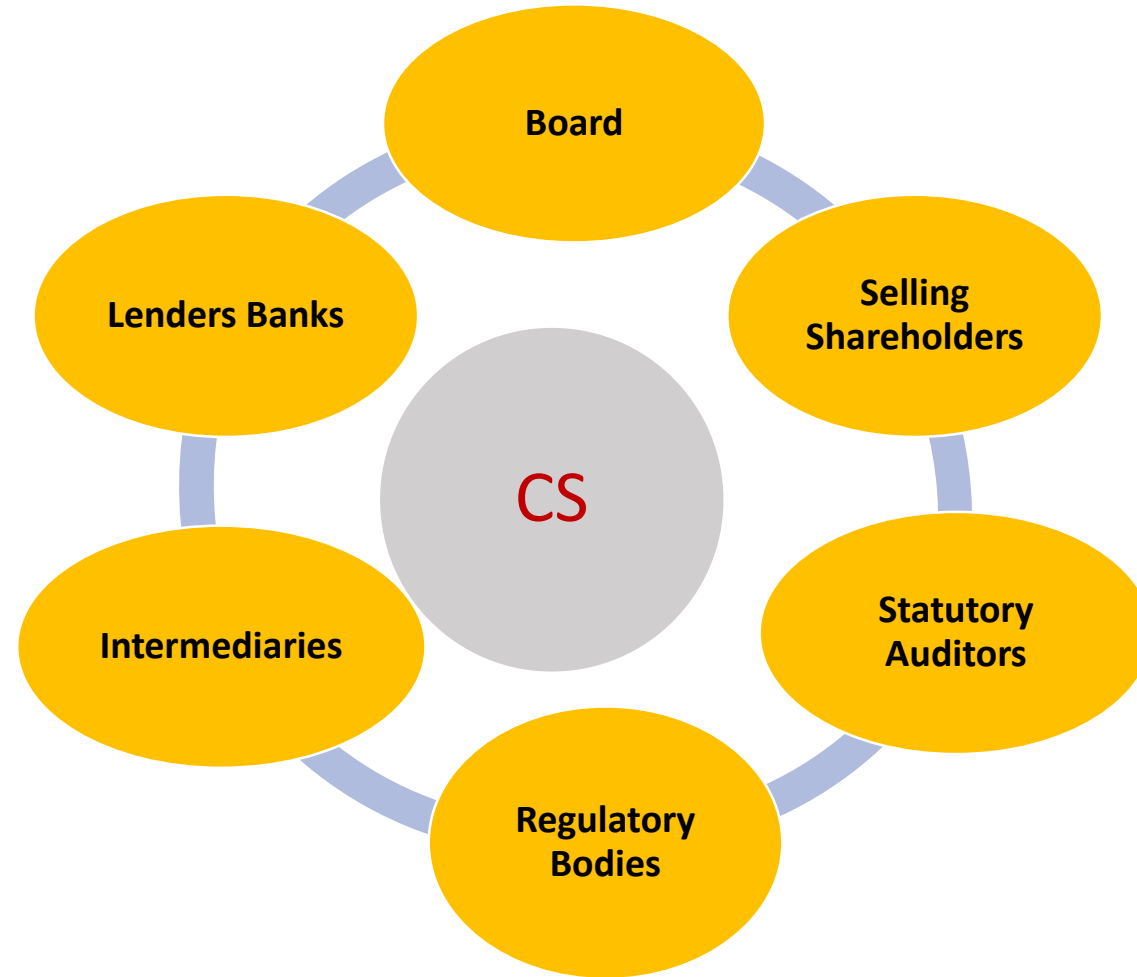 Board
Selling
Shareholders
Lenders Banks
CS
Statutory
Auditors
Intermediaries
Regulatory
Bodies